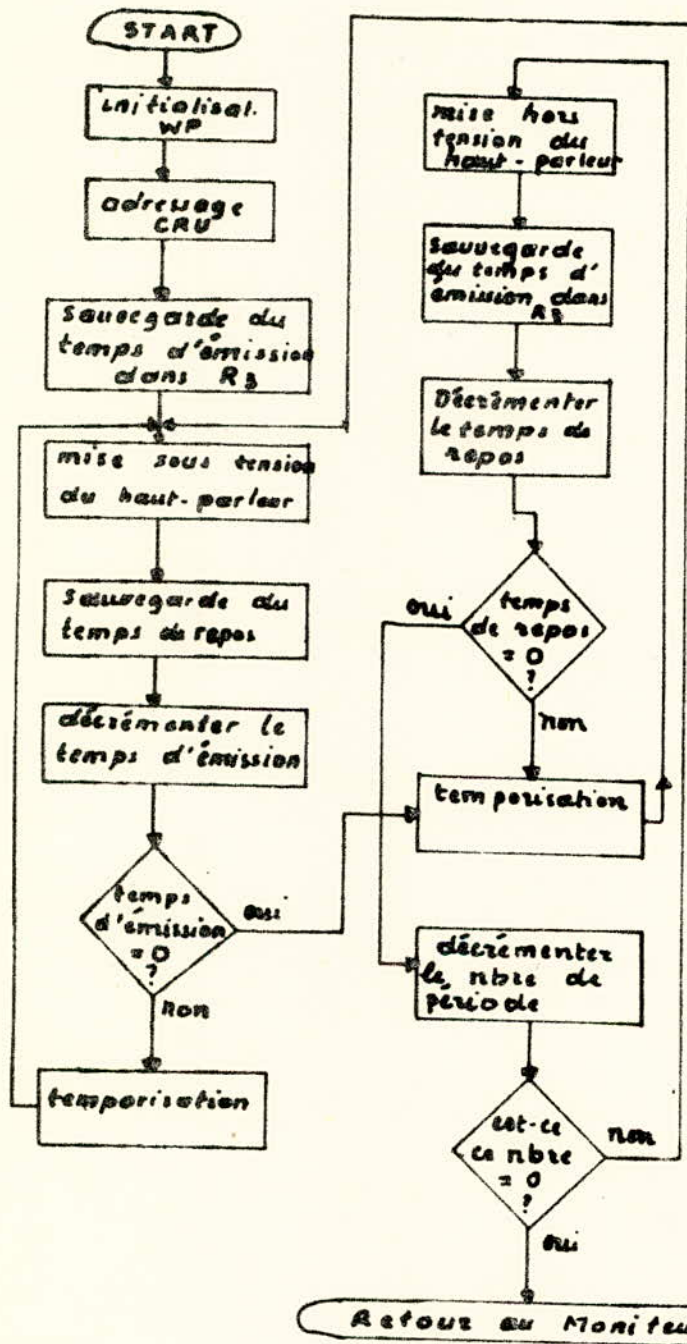 START
initialisat.
WP
adressage
CRU
Sauvegarde du
temps d'émission
dans R3
mise sous tension
du haut-parleur
Sauvegarde du
temps de repos
décrémenter le
temps d'émission
temps
d'émission
= 0
?
oui
non
temporisation
mise hors
tension du
haut-parleur
Sauvegarde
du temps d'
émission dans
R3
Décrémenter
le temps de
repos
temps
de repos
= 0
?
oui
non
temporisation
décrémenter
le nbre de
période
est-ce
ce nbre
= 0
?
non
oui
Retour au Moniteu